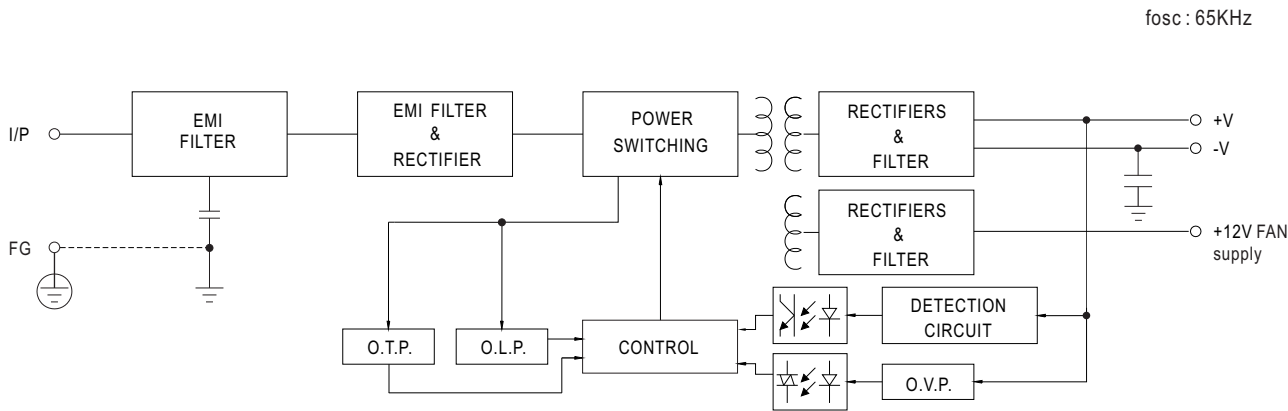 fosc : 65KHz
I/P
EMI
FILTER
EMI FILTER
&
RECTIFIER
POWER
SWITCHING
RECTIFIERS
&
FILTER
+V
-V
RECTIFIERS
&
FILTER
+12V FAN
supply
FG
O.T.P.
O.L.P.
CONTROL
DETECTION
CIRCUIT
O.V.P.